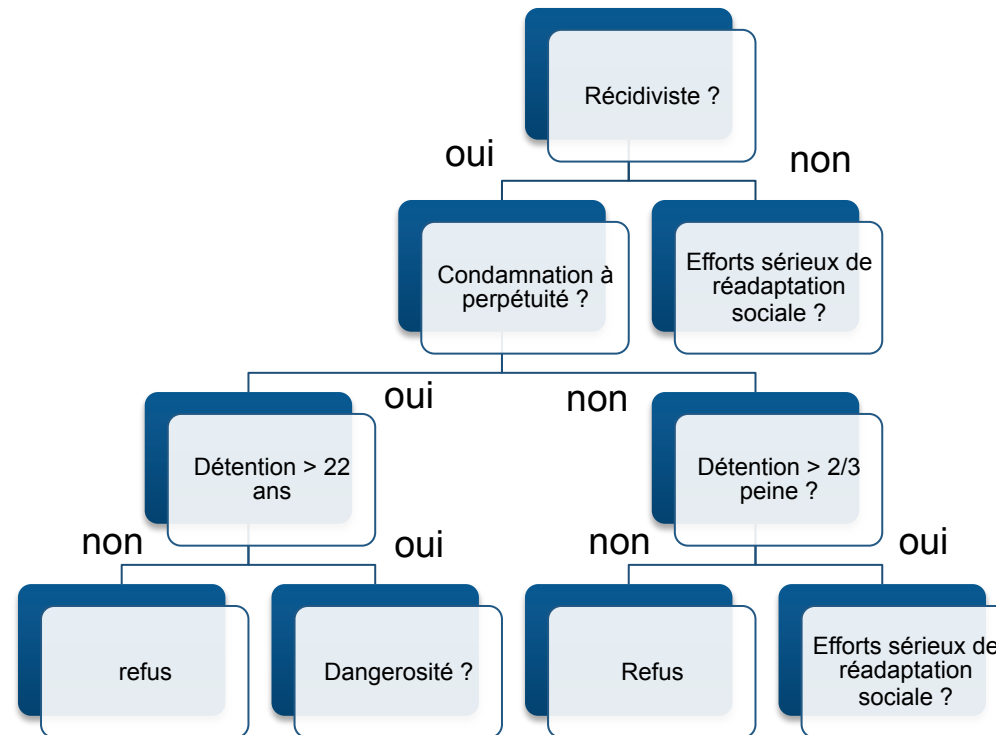 Récidiviste ?
oui
non
Condamnation à
perpétuité ?
Efforts sérieux de
réadaptation
sociale ?
oui
non
Détention > 22
ans
Détention > 2/3
peine ?
non
oui
non
oui
refus
Dangerosité ?
Refus
Efforts sérieux de
réadaptation
sociale ?